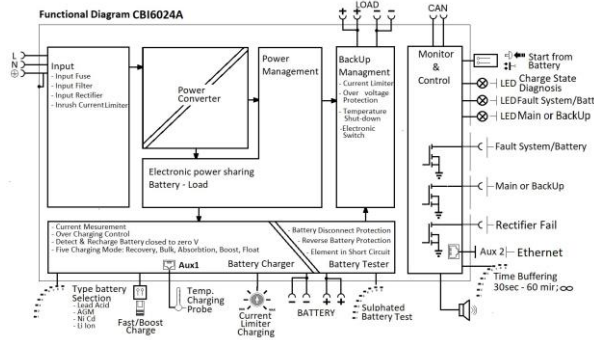 Functional Diagram CBI6024A
LOAD
+ + - -
CAN
L
N
Input
- Input Fuse
- Input Filter
- Input Rectifier
- Inrush CurrentLimiter
Power
Converter
Power
Management
BackUp
Managment
- Current Limiter
- Over voltage
Protection
- Temperature
Shut-down
-Electronic
Switch
Monitor
&
Control
Start from
Battery
LED Charge State
Diagnosis
LED Fault System/Batt
LED Main or BackUp
Fault System/Battery
Main or BackUp
Rectifier Fail
Aux 2 Ethernet
Time Buffering
30sec - 60 mir; ∞
Electronic power sharing
Battery - Load
- Current Mesurement
- Over Charging Control
- Detect & Recharge Battery closed to zero V
- Five Charging Mode: Recovery, Bulk, Absorbtion, Boost, Float
Aux1
Battery Charger
- Battery Disconnect Protection
- Reverse Battery Protection
Element in Short Circuit
Battery Tester
Type battery
Selection
- Lead Acid
- AGM
- Ni Cd
- Li Ion
Fast/Boost
Charge
Temp.
Charging
Probe
Current
Limiter
Charging
- - + +
BATTERY
Sulphated
Battery Test